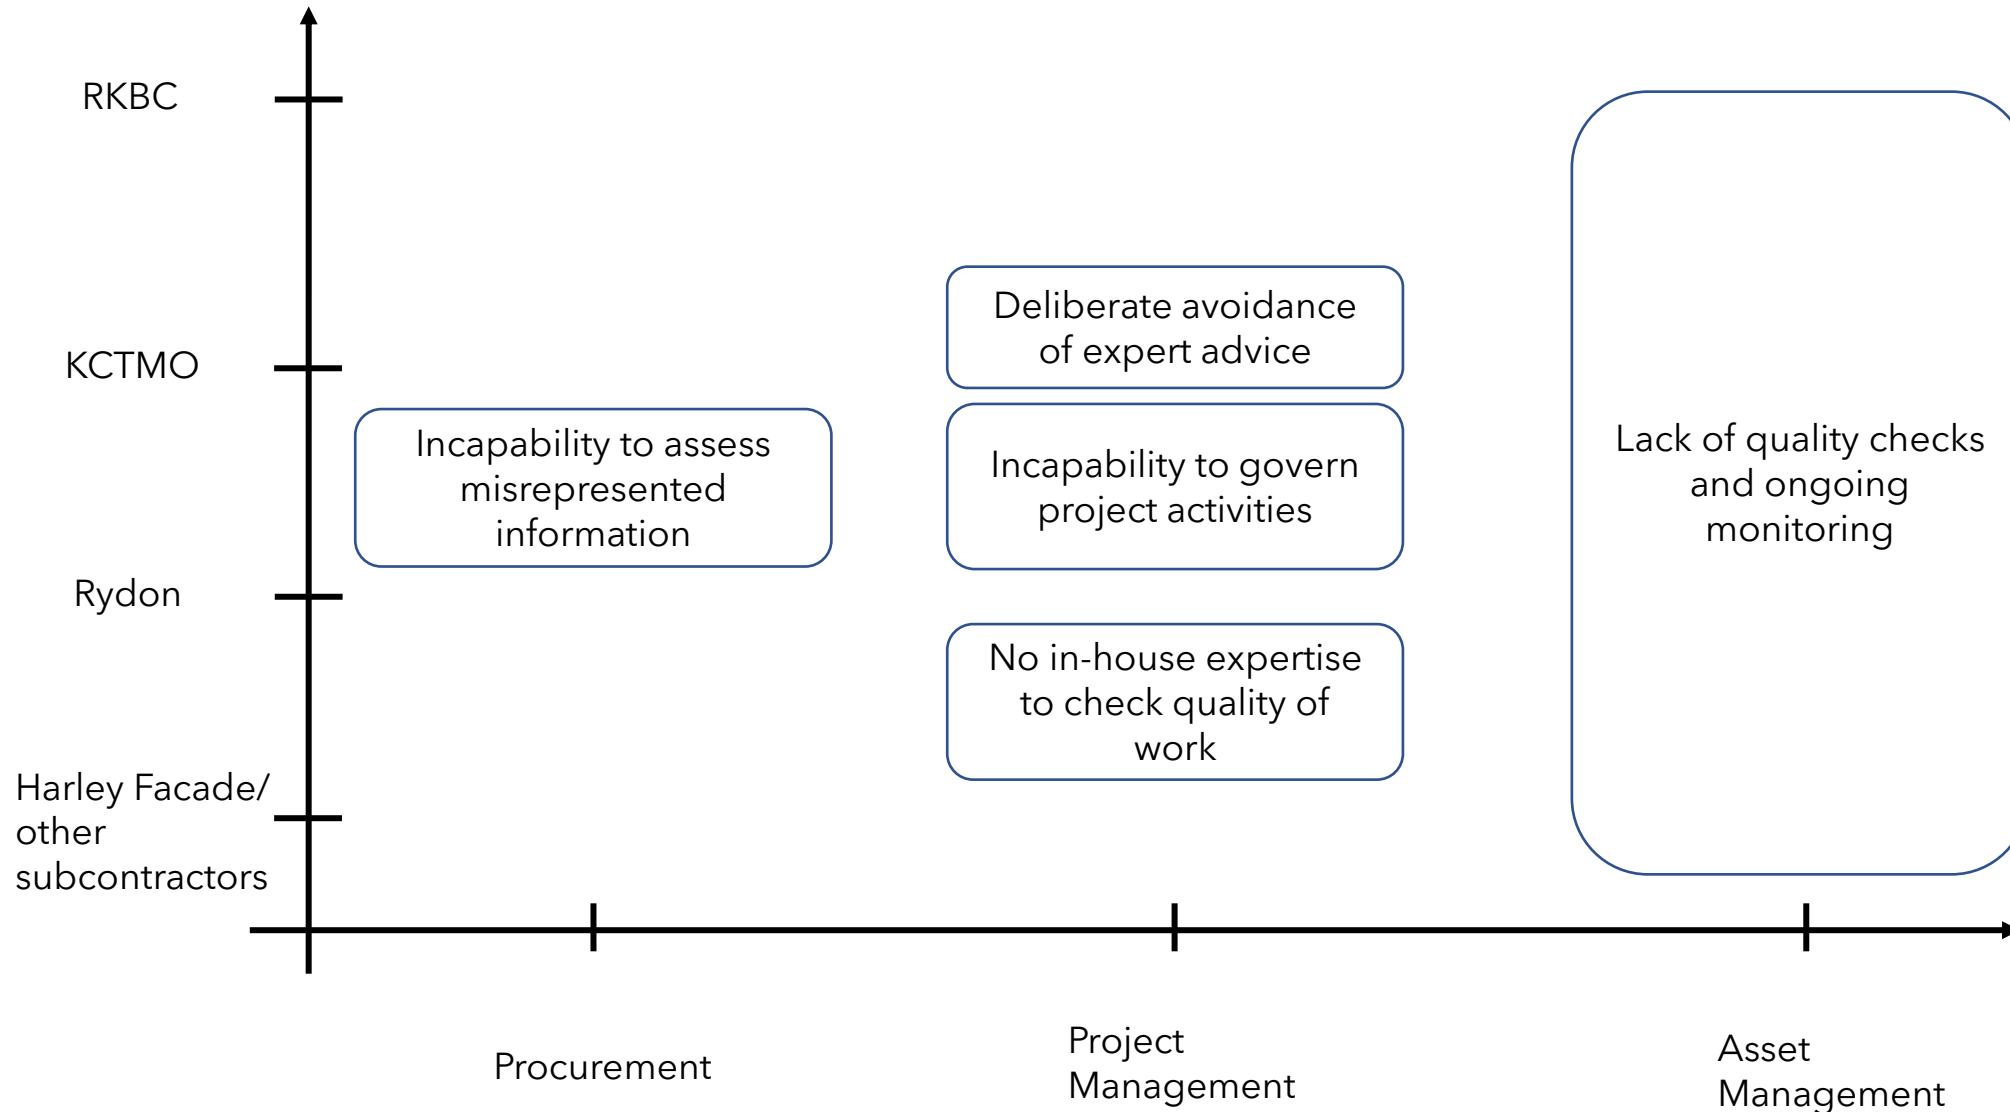 RKBC
KCTMO
Rydon
Harley Facade/
other
subcontractors
Incapability to assess
misrepresented
information
Deliberate avoidance
of expert advice
Incapability to govern
project activities
No in-house expertise
to check quality of
work
Lack of quality checks
and ongoing
monitoring
Procurement
Project
Management
Asset
Management